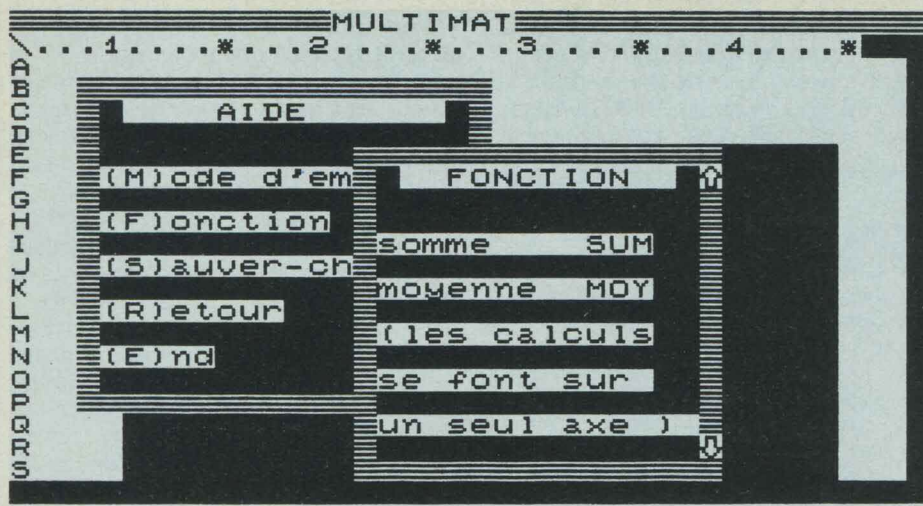 MULTIMAT
\...1....*...2....*...3....*...4....*
A
B
C
D
E
F
G
H
I
J
K
L
M
N
O
P
Q
R
S
AIDE
(M)ode d'em
(F)onction
(S)auver-ch
(R)etour
(E)nd
FONCTION
somme SUM
moyenne MOY
(les calculs
se font sur
un seul axe )